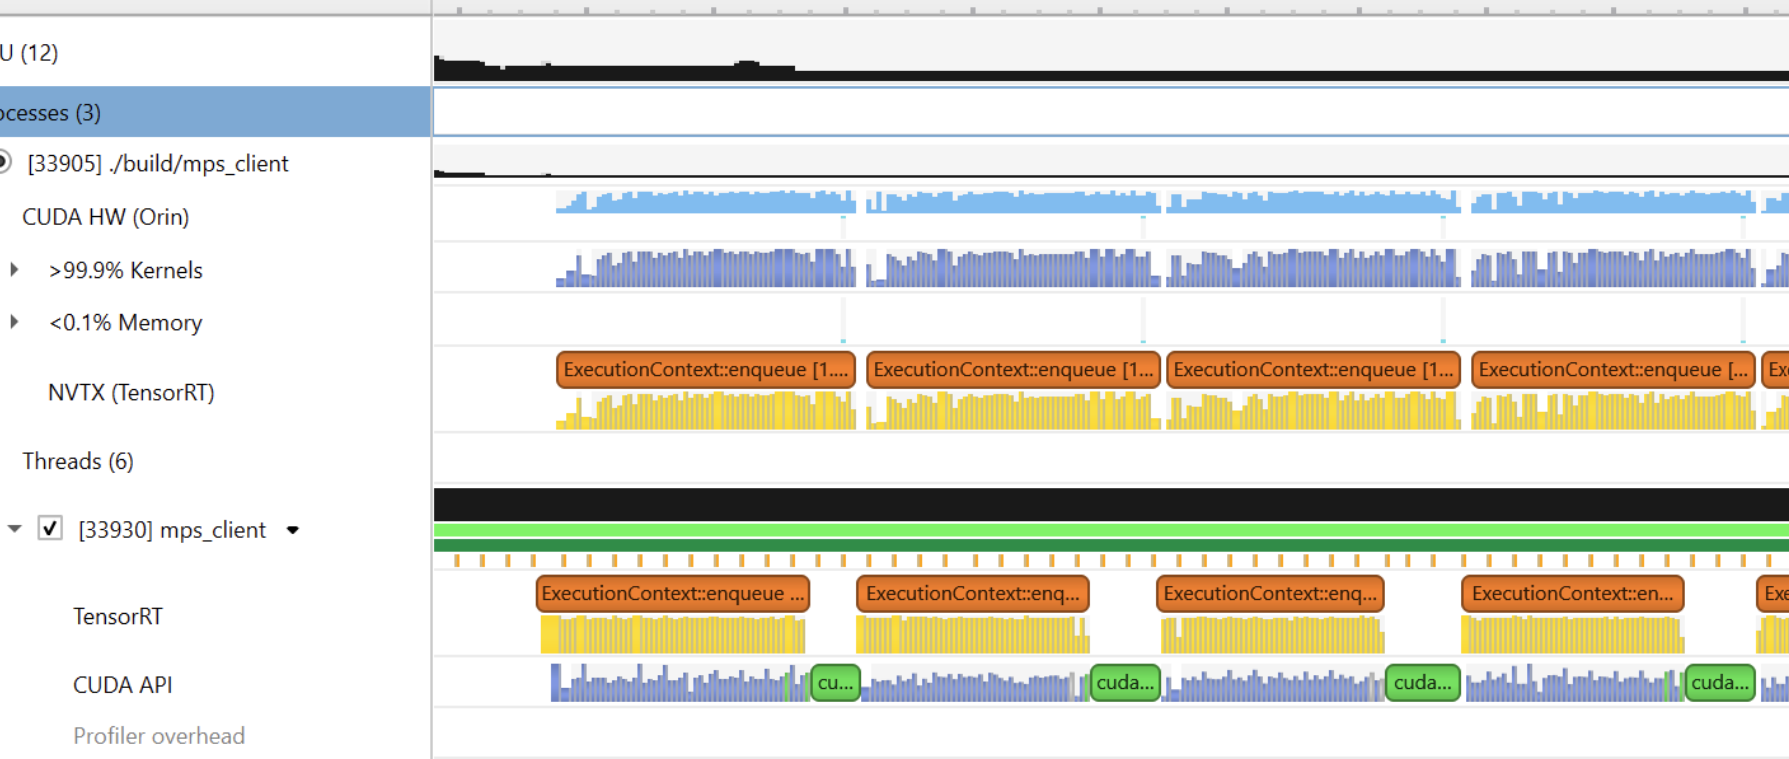 U (12)
ocesses (3)
[33905] ./build/mps_client
CUDA HW (Orin)
>99.9% Kernels
<0.1% Memory
NVTX (TensorRT)
ExecutionContext::enqueue [1.... ExecutionContext::enqueue [1... ExecutionContext::enqueue [1... ExecutionContext::enqueue [... Exe
Threads (6)
[33930] mps_client
TensorRT
ExecutionContext::enqueue ... ExecutionContext::enq... ExecutionContext::enq... ExecutionContext::en... Exe
CUDA API
cu... cuda... cuda... cuda...
Profiler overhead